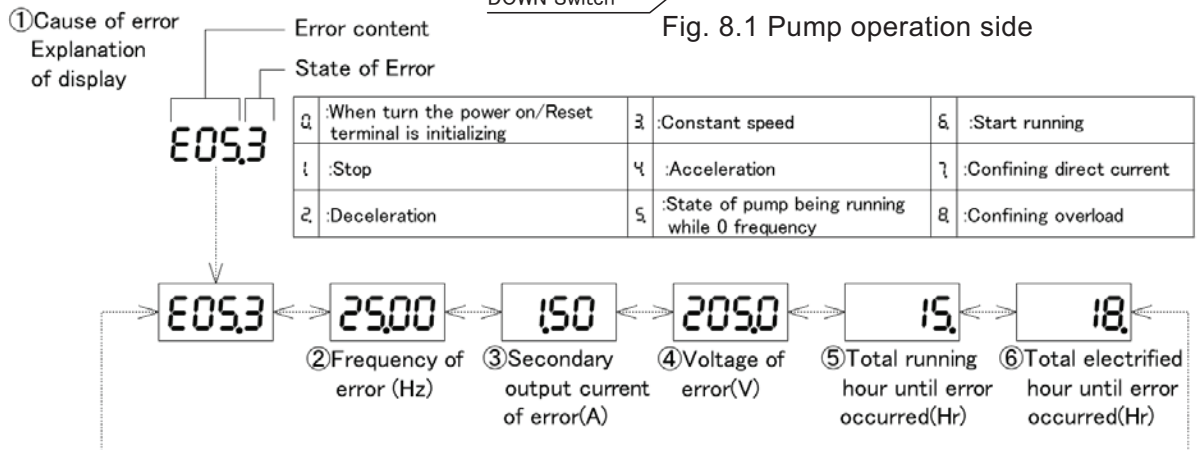 DOWN Switch
Fig. 8.1 Pump operation side
①Cause of error
Explanation
of display
Error content
State of Error
E05.3
0. :When turn the power on/Reset
terminal is initializing
3. :Constant speed
6. :Start running
1. :Stop
4. :Acceleration
7. :Confining direct current
2. :Deceleration
5. :State of pump being running
while 0 frequency
8. :Confining overload
E05.3
25.00
1.50
205.0
15.
18.
②Frequency of
error (Hz)
③Secondary
output current
of error(A)
④Voltage of
error(V)
⑤Total running
hour until error
occurred(Hr)
⑥Total electrified
hour until error
occurred(Hr)